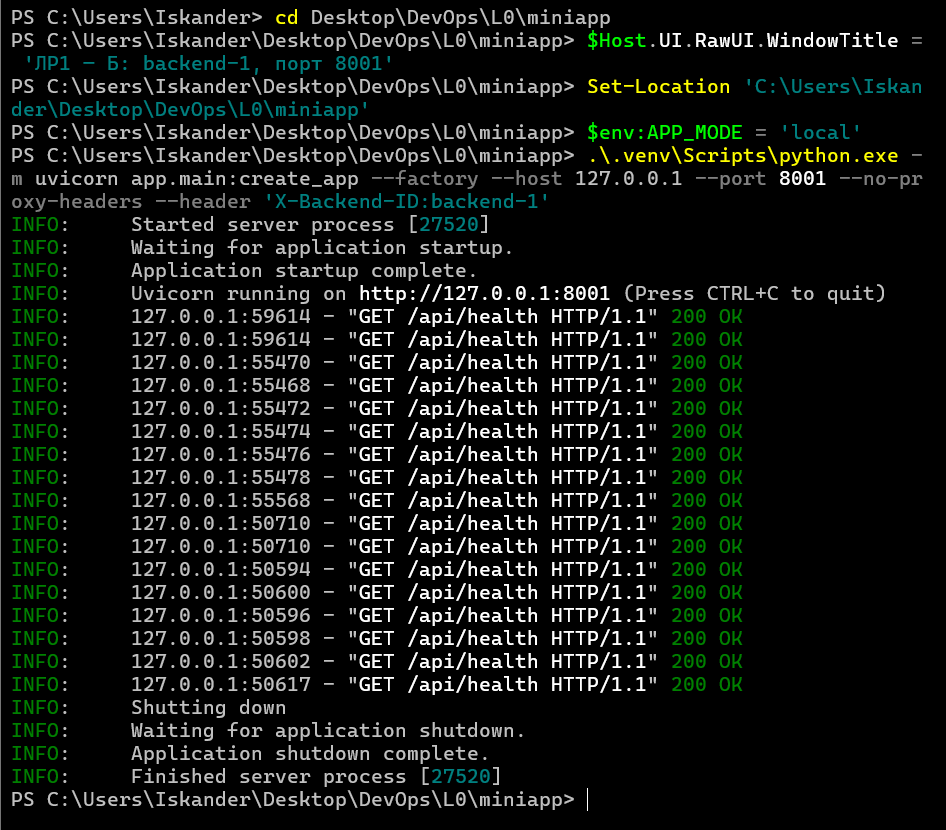 PS C:\Users\Iskander> cd Desktop\DevOps\L0\miniapp
PS C:\Users\Iskander\Desktop\DevOps\L0\miniapp> $Host.UI.RawUI.WindowTitle =
 'ЛР1 — Б: backend-1, порт 8001'
PS C:\Users\Iskander\Desktop\DevOps\L0\miniapp> Set-Location 'C:\Users\Iskan
der\Desktop\DevOps\L0\miniapp'
PS C:\Users\Iskander\Desktop\DevOps\L0\miniapp> $env:APP_MODE = 'local'
PS C:\Users\Iskander\Desktop\DevOps\L0\miniapp> .\.venv\Scripts\python.exe -
m uvicorn app.main:create_app --factory --host 127.0.0.1 --port 8001 --no-pr
oxy-headers --header 'X-Backend-ID:backend-1'
INFO:     Started server process [27520]
INFO:     Waiting for application startup.
INFO:     Application startup complete.
INFO:     Uvicorn running on http://127.0.0.1:8001 (Press CTRL+C to quit)
INFO:     127.0.0.1:59614 - "GET /api/health HTTP/1.1" 200 OK
INFO:     127.0.0.1:59614 - "GET /api/health HTTP/1.1" 200 OK
INFO:     127.0.0.1:55470 - "GET /api/health HTTP/1.1" 200 OK
INFO:     127.0.0.1:55468 - "GET /api/health HTTP/1.1" 200 OK
INFO:     127.0.0.1:55472 - "GET /api/health HTTP/1.1" 200 OK
INFO:     127.0.0.1:55474 - "GET /api/health HTTP/1.1" 200 OK
INFO:     127.0.0.1:55476 - "GET /api/health HTTP/1.1" 200 OK
INFO:     127.0.0.1:55478 - "GET /api/health HTTP/1.1" 200 OK
INFO:     127.0.0.1:55568 - "GET /api/health HTTP/1.1" 200 OK
INFO:     127.0.0.1:50710 - "GET /api/health HTTP/1.1" 200 OK
INFO:     127.0.0.1:50710 - "GET /api/health HTTP/1.1" 200 OK
INFO:     127.0.0.1:50594 - "GET /api/health HTTP/1.1" 200 OK
INFO:     127.0.0.1:50600 - "GET /api/health HTTP/1.1" 200 OK
INFO:     127.0.0.1:50596 - "GET /api/health HTTP/1.1" 200 OK
INFO:     127.0.0.1:50598 - "GET /api/health HTTP/1.1" 200 OK
INFO:     127.0.0.1:50602 - "GET /api/health HTTP/1.1" 200 OK
INFO:     127.0.0.1:50617 - "GET /api/health HTTP/1.1" 200 OK
INFO:     Shutting down
INFO:     Waiting for application shutdown.
INFO:     Application shutdown complete.
INFO:     Finished server process [27520]
PS C:\Users\Iskander\Desktop\DevOps\L0\miniapp>